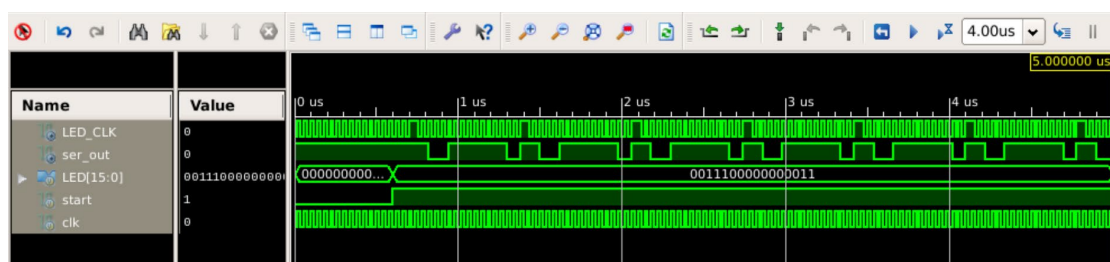 4.00us
5.000000 us
Name Value 0 us 1 us 2 us 3 us 4 us
LED_CLK 0
ser_out 0
LED[15:0] 0011100000000 000000000... 0011100000000011
start 1
clk 0